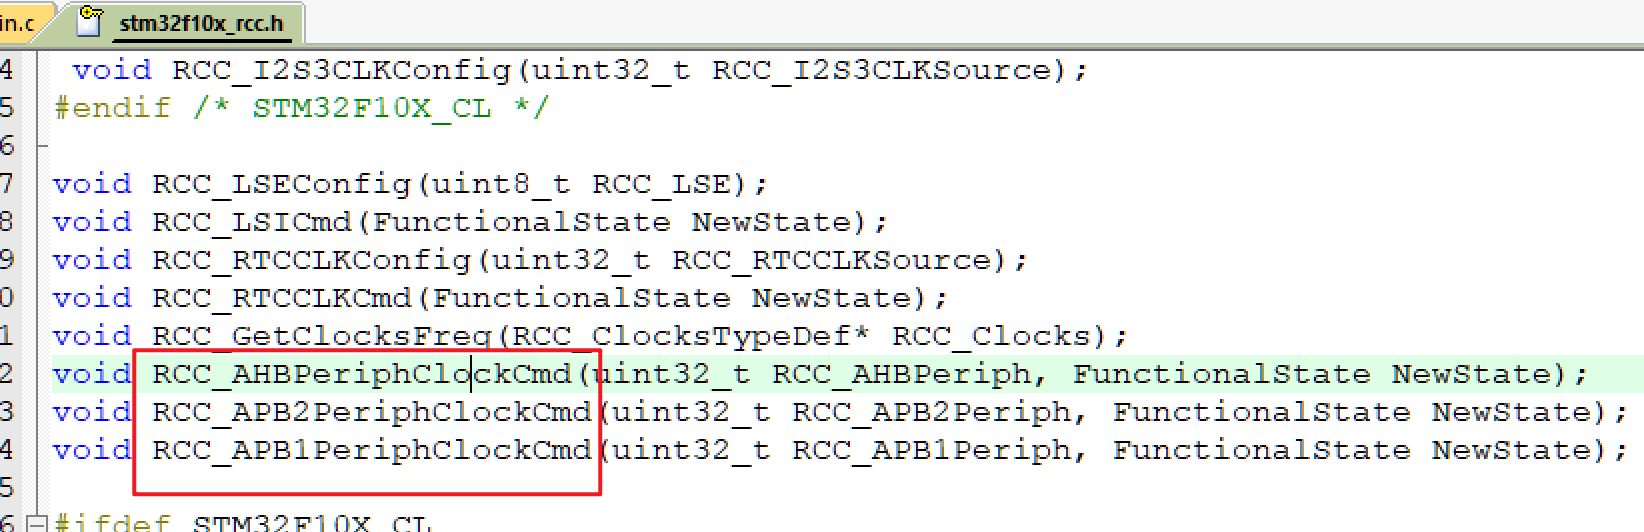 in.c stm32f10x_rcc.h
4 void RCC_I2S3CLKConfig(uint32_t RCC_I2S3CLKSource);
5 #endif /* STM32F10X_CL */
6
7 void RCC_LSEConfig(uint8_t RCC_LSE);
8 void RCC_LSICmd(FunctionalState NewState);
9 void RCC_RTCCLKConfig(uint32_t RCC_RTCCLKSource);
0 void RCC_RTCCLKCmd(FunctionalState NewState);
1 void RCC_GetClocksFreq(RCC_ClocksTypeDef* RCC_Clocks);
2 void RCC_AHBPeriphClockCmd(uint32_t RCC_AHBPeriph, FunctionalState NewState);
3 void RCC_APB2PeriphClockCmd(uint32_t RCC_APB2Periph, FunctionalState NewState);
4 void RCC_APB1PeriphClockCmd(uint32_t RCC_APB1Periph, FunctionalState NewState);
5
6 #ifdef STM32F10X_CL